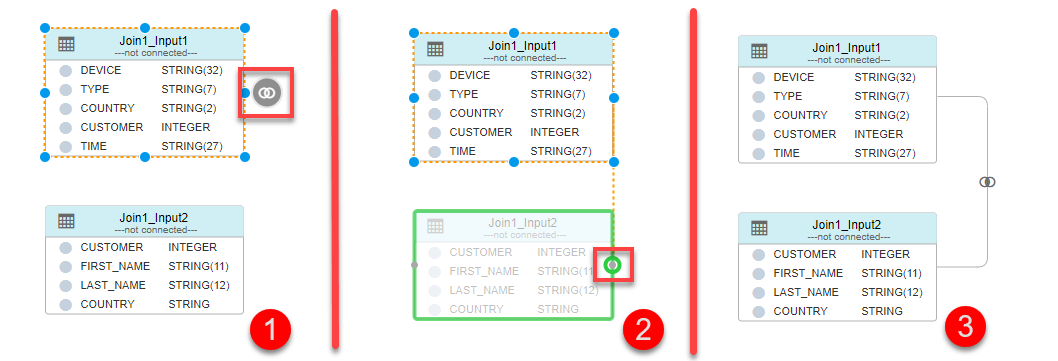 Join1_Input1
---not connected---
DEVICE STRING(32)
TYPE STRING(7)
COUNTRY STRING(2)
CUSTOMER INTEGER
TIME STRING(27)
Join1_Input2
---not connected---
CUSTOMER INTEGER
FIRST_NAME STRING(11)
LAST_NAME STRING(12)
COUNTRY STRING
1
Join1_Input1
---not connected---
DEVICE STRING(32)
TYPE STRING(7)
COUNTRY STRING(2)
CUSTOMER INTEGER
TIME STRING(27)
Join1_Input2
---not connected---
CUSTOMER INTEGER
FIRST_NAME STRING(11
LAST_NAME STRING(12)
COUNTRY STRING
2
Join1_Input1
---not connected---
DEVICE STRING(32)
TYPE STRING(7)
COUNTRY STRING(2)
CUSTOMER INTEGER
TIME STRING(27)
Join1_Input2
---not connected---
CUSTOMER INTEGER
FIRST_NAME STRING(11)
LAST_NAME STRING(12)
COUNTRY STRING
3